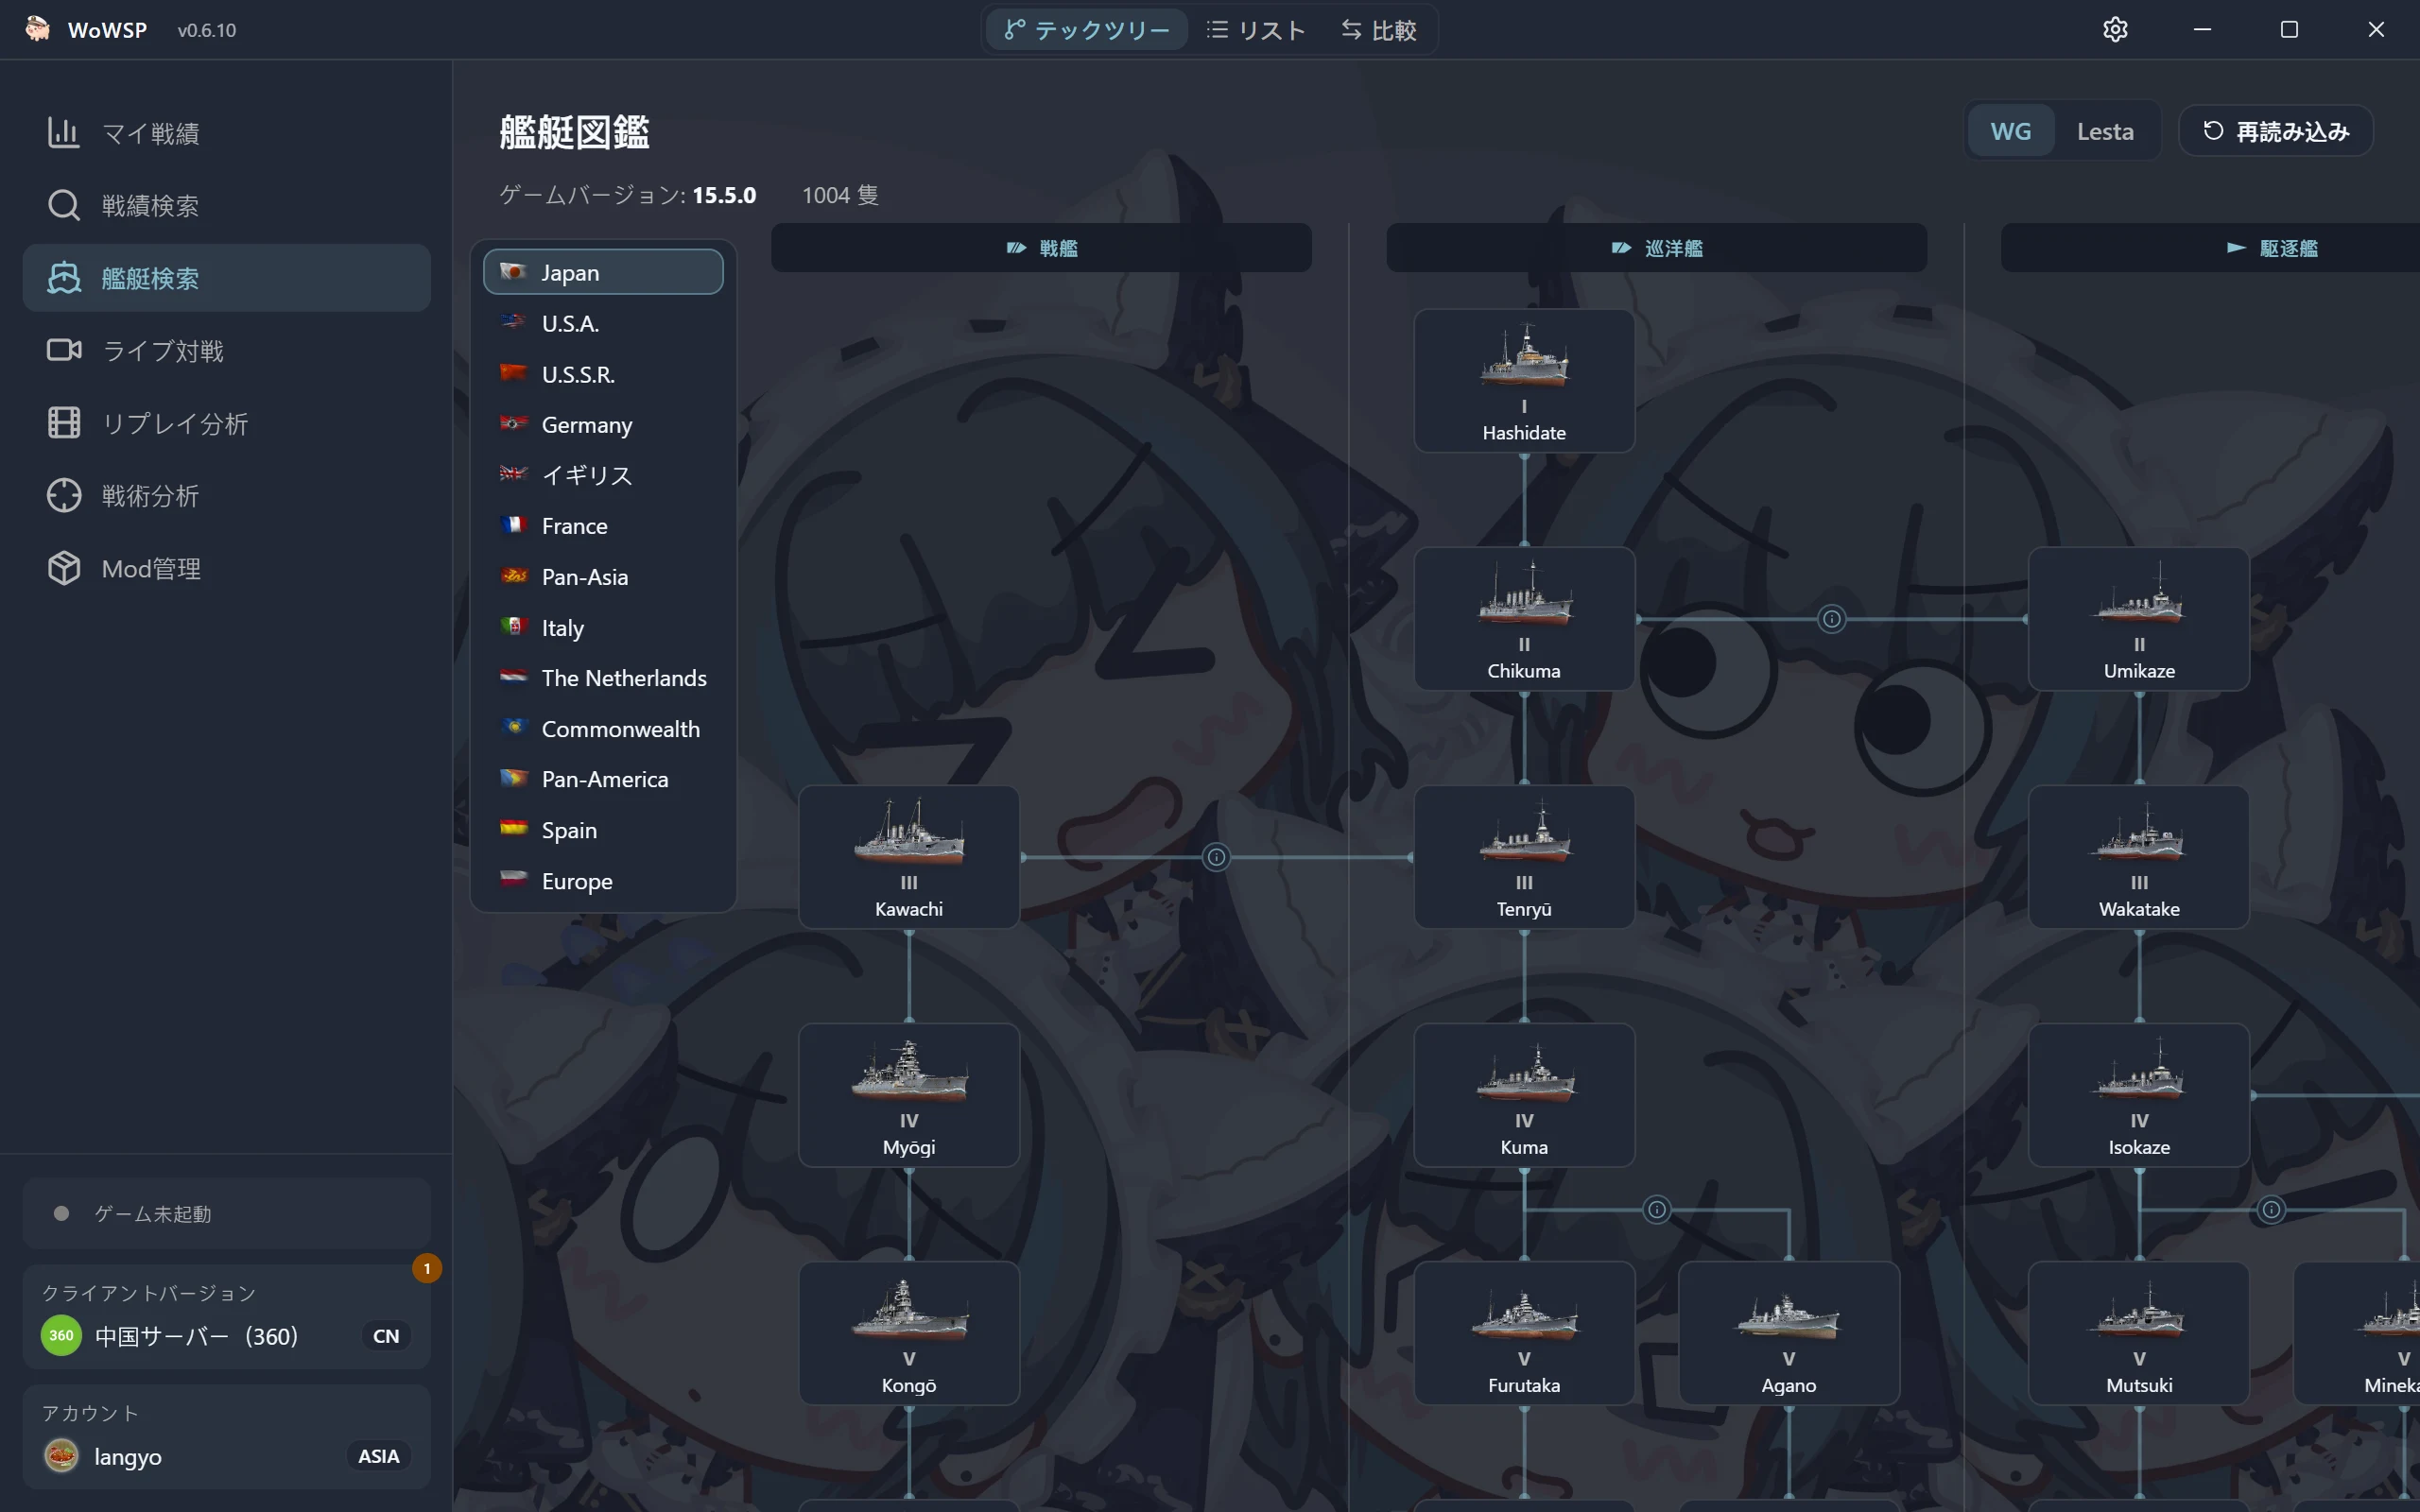 WoWSP v0.6.10
テックツリー
リスト
比較
マイ戦績
戦績検索
艦艇検索
ライブ対戦
リプレイ分析
戦術分析
Mod管理
ゲーム未起動
1
クライアントバージョン
360 中国サーバー（360） CN
アカウント
langyo ASIA
艦艇図鑑
WG
Lesta
再読み込み
ゲームバージョン: 15.5.0 1004 隻
Japan
U.S.A.
U.S.S.R.
Germany
イギリス
France
Pan-Asia
Italy
The Netherlands
Commonwealth
Pan-America
Spain
Europe
戦艦
巡洋艦
駆逐艦
I
Hashidate
II
Chikuma
II
Umikaze
III
Kawachi
III
Tenryū
III
Wakatake
IV
Myōgi
IV
Kuma
IV
Isokaze
V
Kongō
V
Furutaka
V
Agano
V
Mutsuki
V